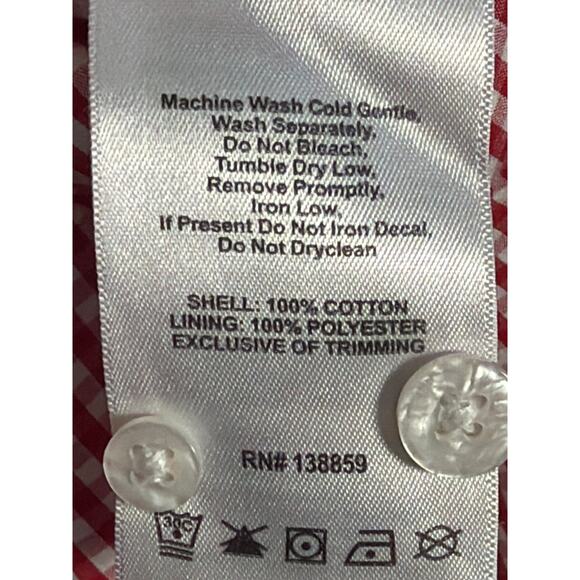 Machine Wash Cold Gentle,
Wash Separately,
Do Not Bleach,
Tumble Dry Low,
Remove Promptly,
Iron Low,
If Present Do Not Iron Decal,
Do Not Dryclean
SHELL: 100% COTTON
LINING: 100% POLYESTER
EXCLUSIVE OF TRIMMING
RN# 138859
30C